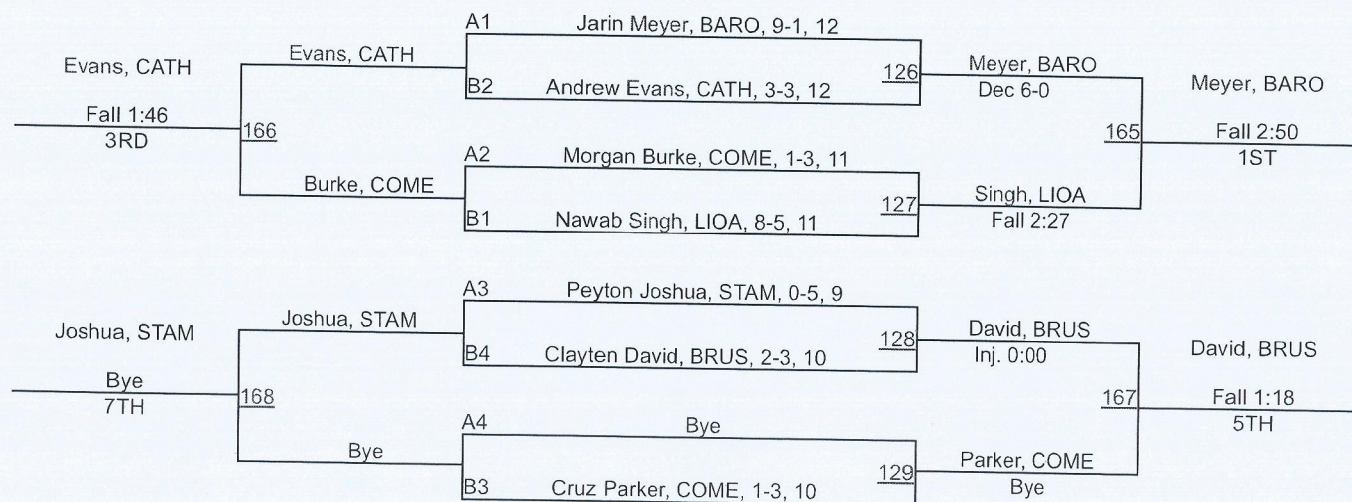 A1 Jarin Meyer, BARO, 9-1, 12
Evans, CATH
Evans, CATH
126
Meyer, BARO
Meyer, BARO
B2 Andrew Evans, CATH, 3-3, 12
Dec 6-0
Fall 1:46
166
165
Fall 2:50
3RD
1ST
A2 Morgan Burke, COME, 1-3, 11
Burke, COME
127
Singh, LIOA
B1 Nawab Singh, LIOA, 8-5, 11
Fall 2:27
A3 Peyton Joshua, STAM, 0-5, 9
Joshua, STAM
Joshua, STAM
128
David, BRUS
David, BRUS
B4 Clayten David, BRUS, 2-3, 10
Inj. 0:00
Bye
168
167
Fall 1:18
7TH
5TH
A4 Bye
Bye
129
Parker, COME
B3 Cruz Parker, COME, 1-3, 10
Bye